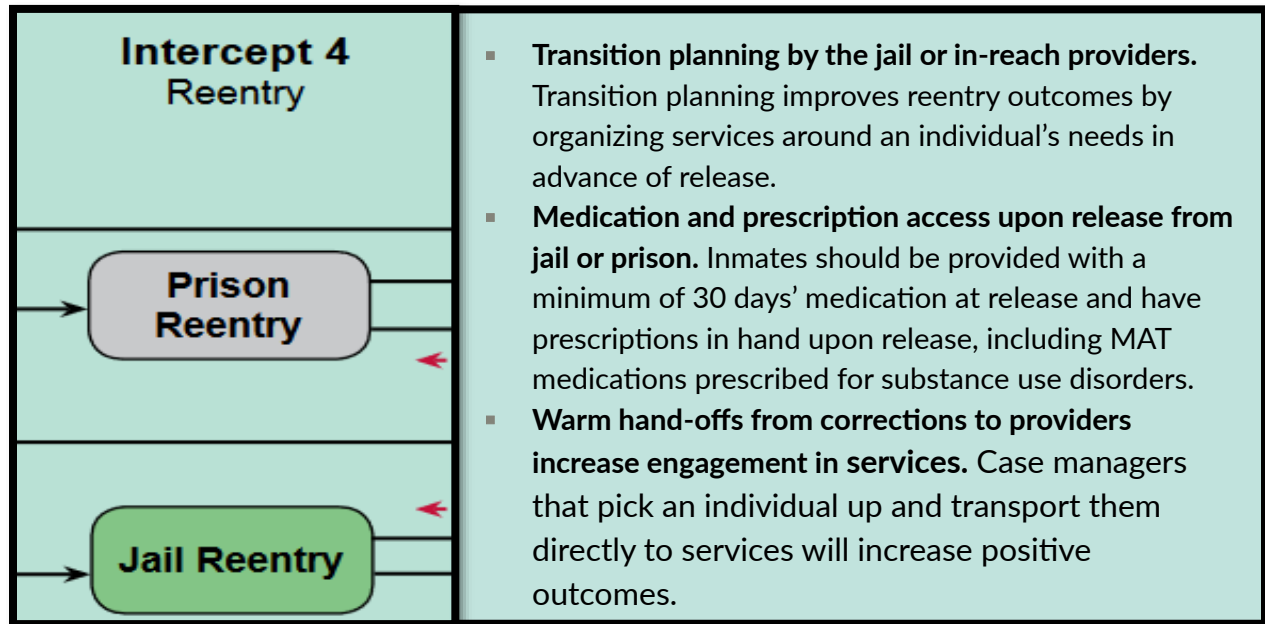 Intercept 4
Reentry
Prison
Reentry
Jail Reentry
▪ Transition planning by the jail or in-reach providers.
Transition planning improves reentry outcomes by
organizing services around an individual’s needs in
advance of release.
▪ Medication and prescription access upon release from
jail or prison. Inmates should be provided with a
minimum of 30 days’ medication at release and have
prescriptions in hand upon release, including MAT
medications prescribed for substance use disorders.
▪ Warm hand-offs from corrections to providers
increase engagement in services. Case managers
that pick an individual up and transport them
directly to services will increase positive
outcomes.